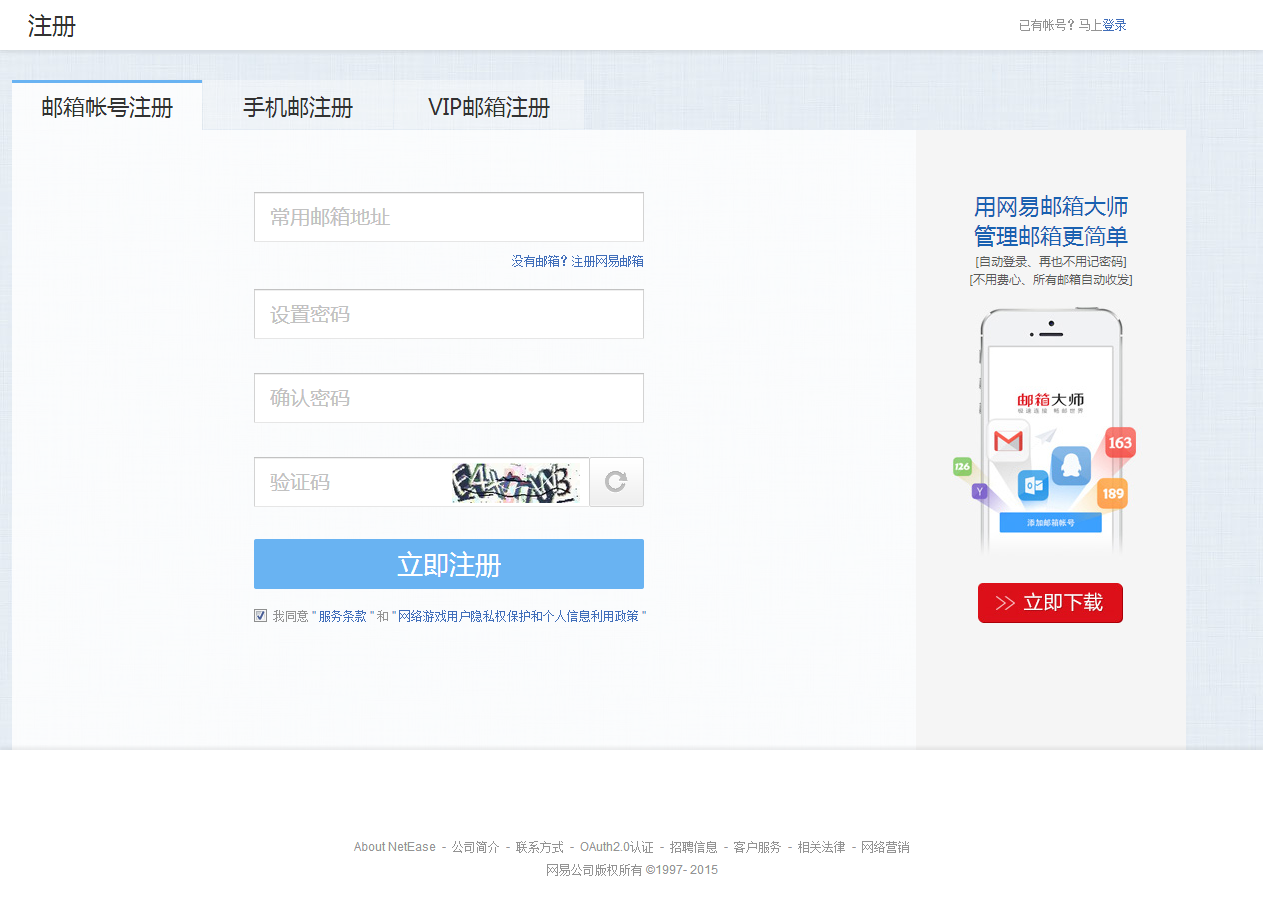 注册
已有帐号？马上登录
邮箱帐号注册
手机邮注册
VIP邮箱注册
常用邮箱地址
没有邮箱？注册网易邮箱
设置密码
确认密码
验证码
立即注册
我同意 " 服务条款 " 和 " 网络游戏用户隐私权保护和个人信息利用政策 "
用网易邮箱大师
管理邮箱更简单
[自动登录、再也不用记密码]
[不用费心、所有邮箱自动收发]
邮箱大师
163
126
Y
189
添加邮箱帐号
>> 立即下载
About NetEase - 公司简介 - 联系方式 - OAuth2.0认证 - 招聘信息 - 客户服务 - 相关法律 - 网络营销
网易公司版权所有 ©1997- 2015